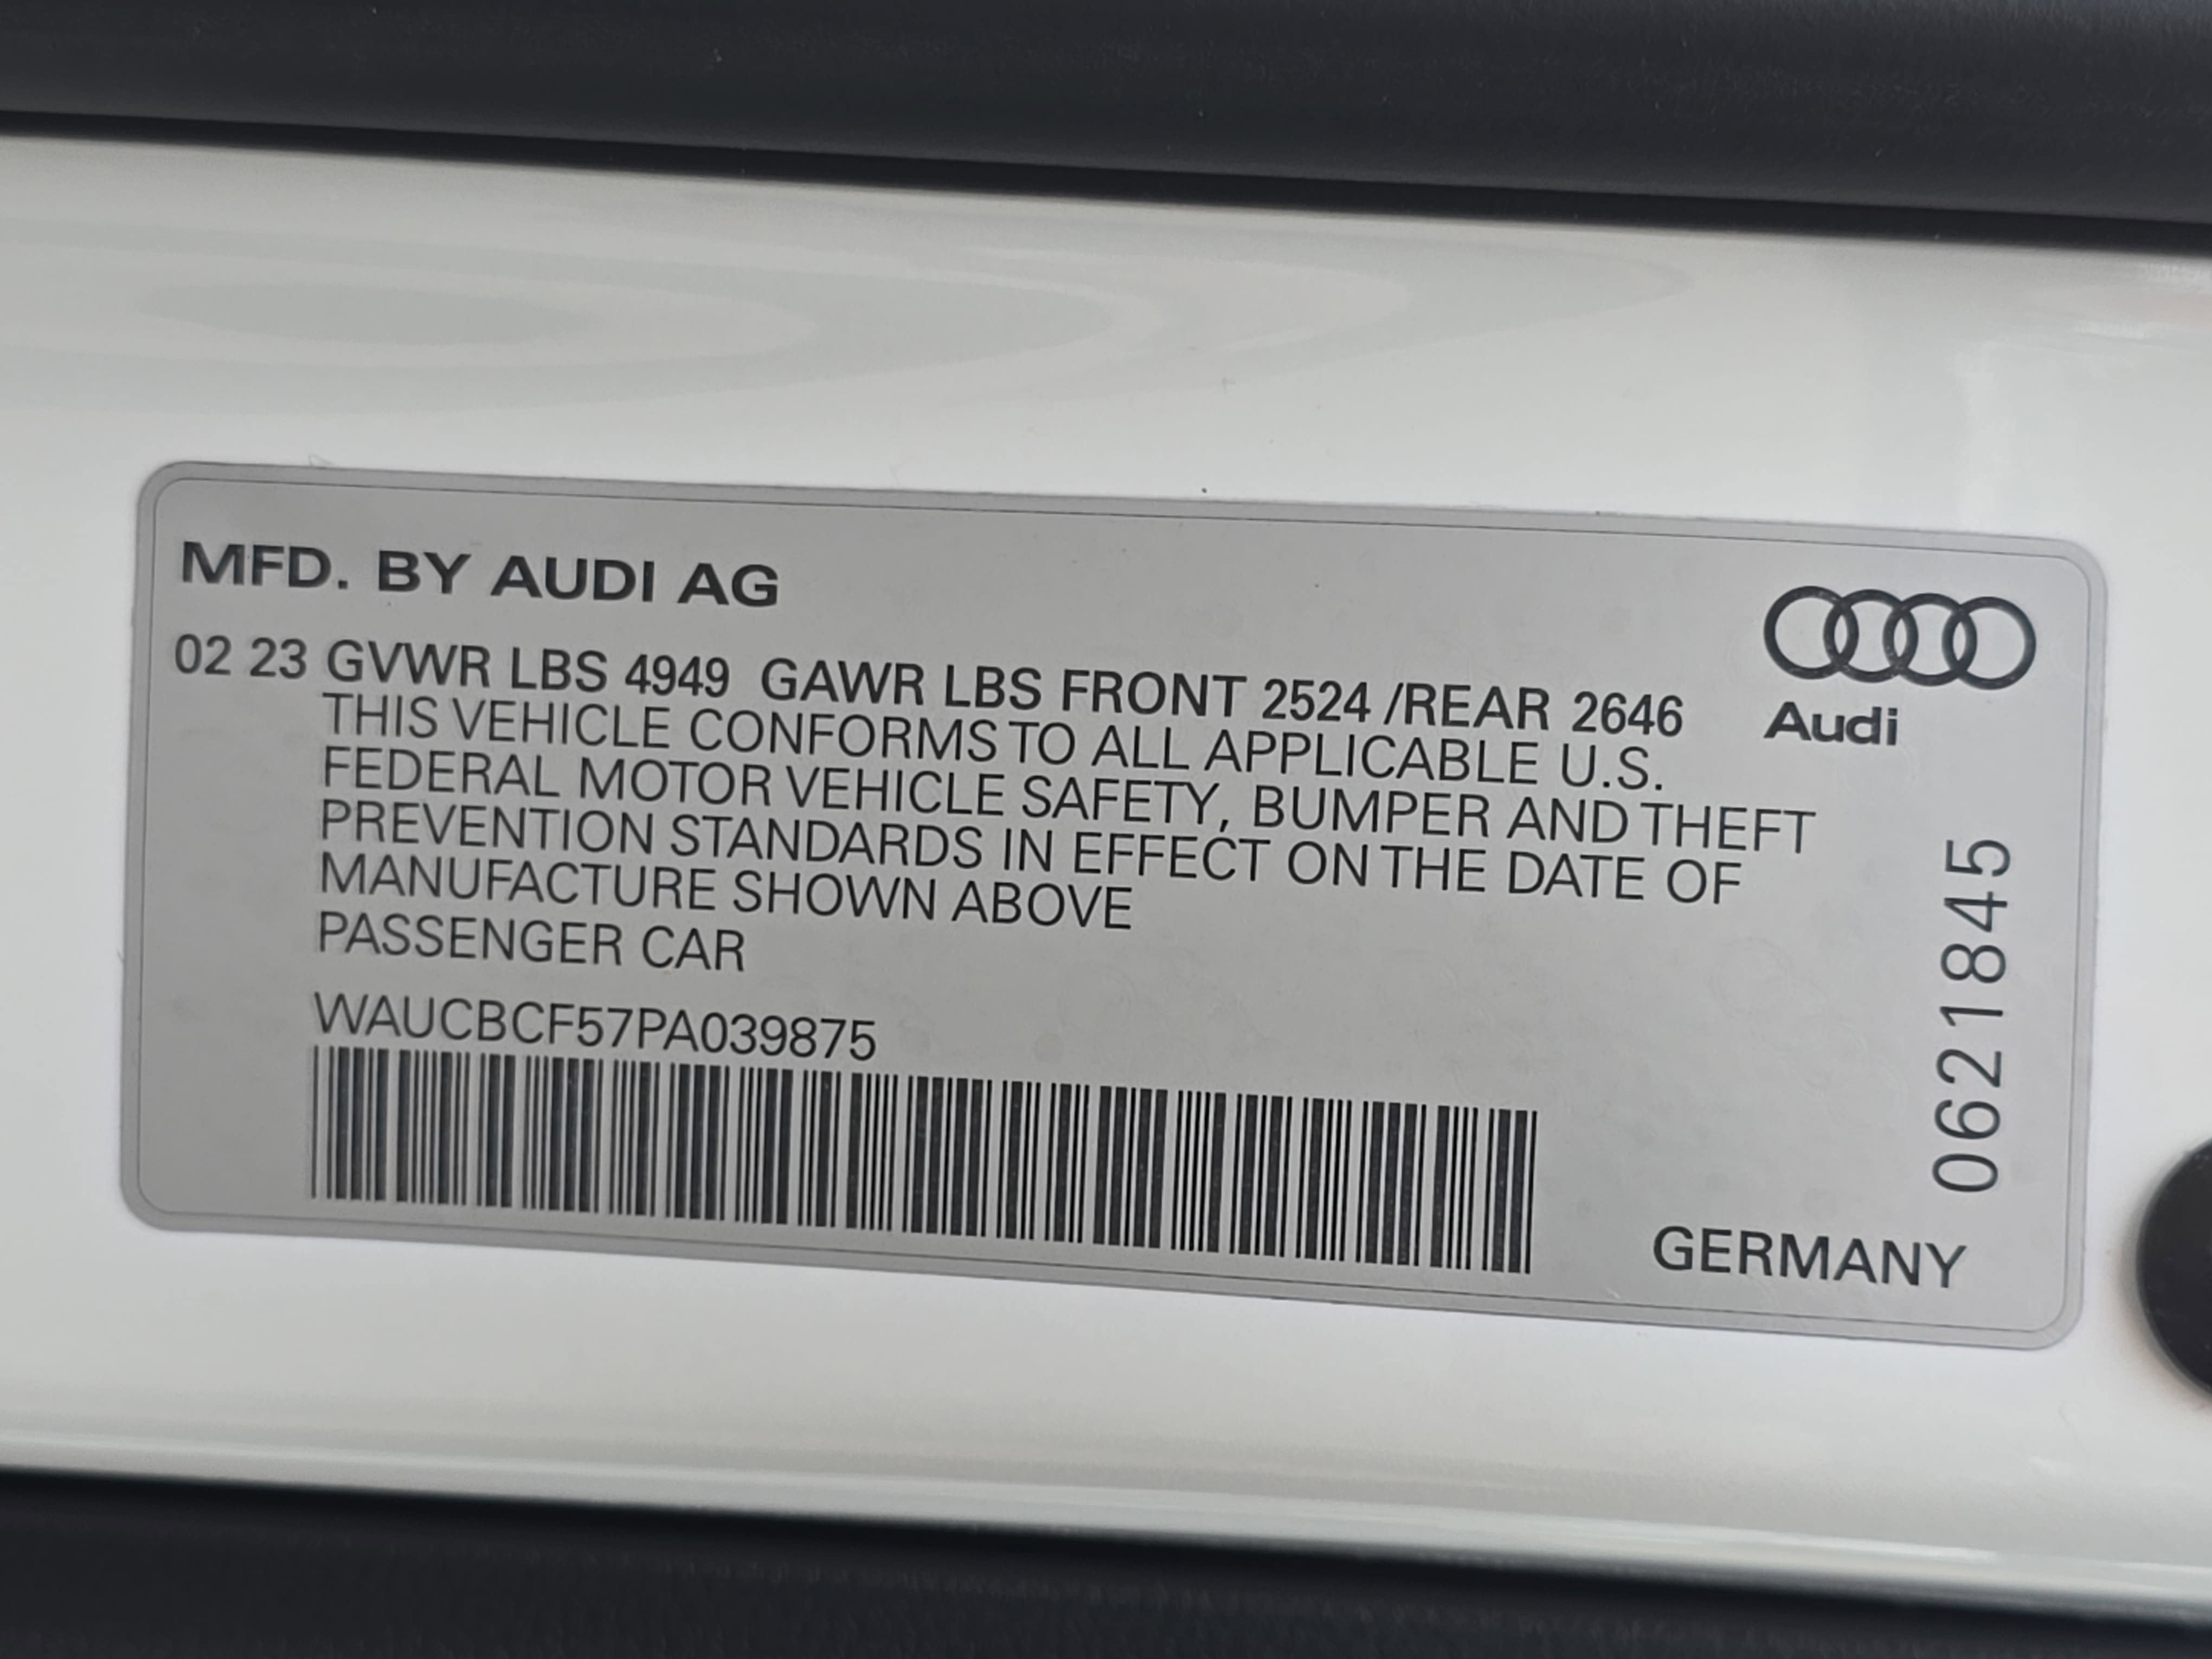 MFD. BY AUDI AG
02 23 GVWR LBS 4949 GAWR LBS FRONT 2524 /REAR 2646
THIS VEHICLE CONFORMS TO ALL APPLICABLE U.S.
FEDERAL MOTOR VEHICLE SAFETY, BUMPER AND THEFT
PREVENTION STANDARDS IN EFFECT ON THE DATE OF
MANUFACTURE SHOWN ABOVE
PASSENGER CAR
WAUCBCF57PA039875
Audi
0621845
GERMANY